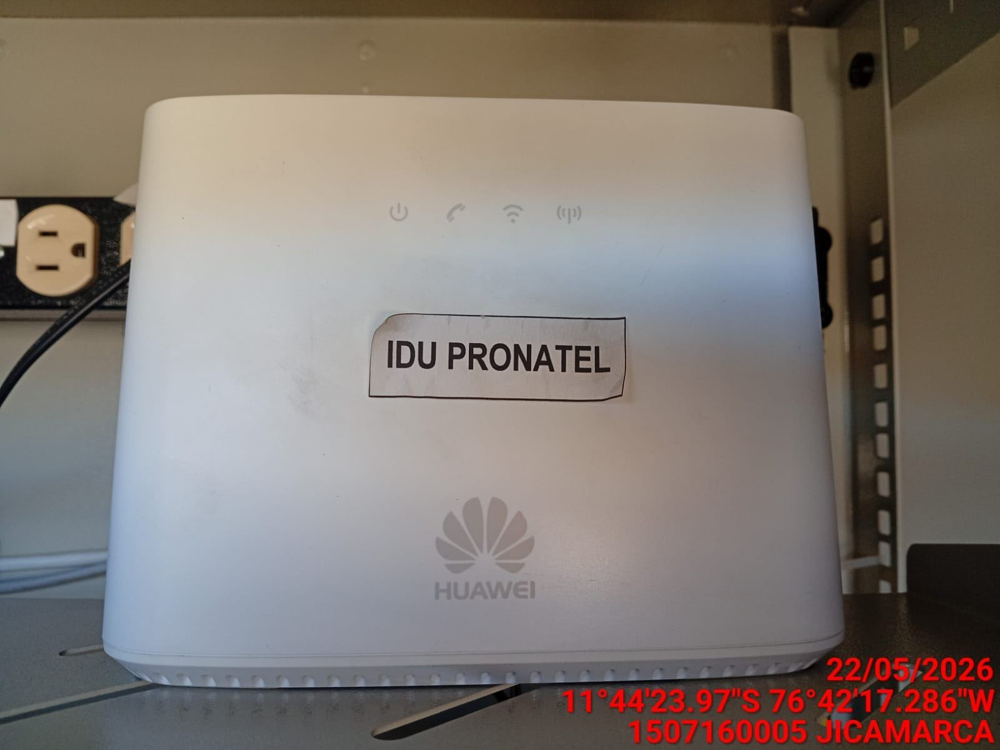 IDU PRONATEL
HUAWEI
22/05/2026
11°44'23.97"S 76°42'17.286"W
1507160005 JICAMARCA